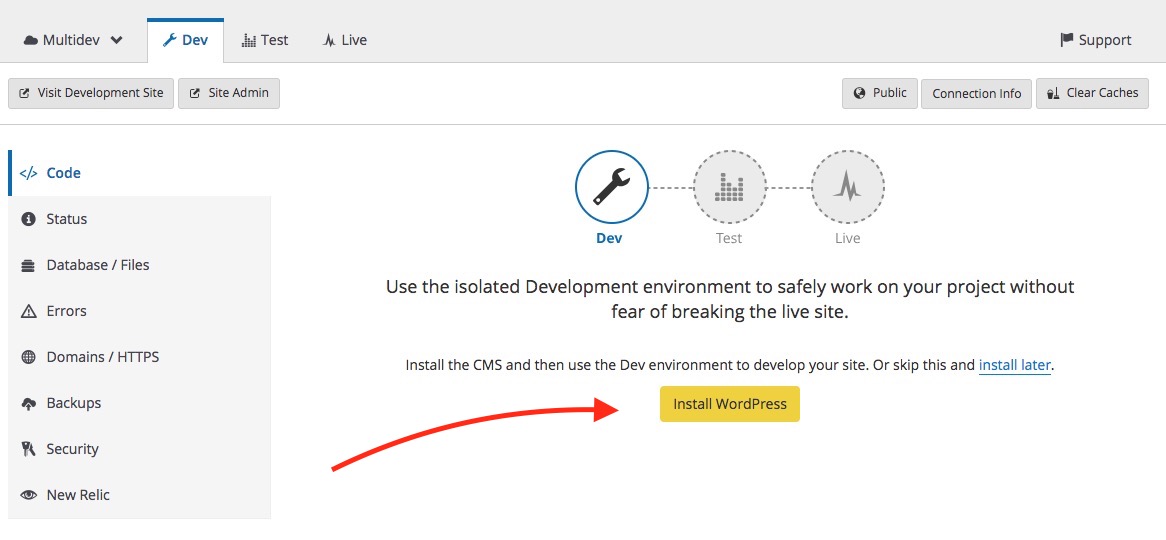 Multidev
Dev
Test
Live
Support
Visit Development Site
Site Admin
Public
Connection Info
Clear Caches
</> Code
Status
Database / Files
Errors
Domains / HTTPS
Backups
Security
New Relic
Dev
Test
Live
Use the isolated Development environment to safely work on your project without
fear of breaking the live site.
Install the CMS and then use the Dev environment to develop your site. Or skip this and install later.
Install WordPress